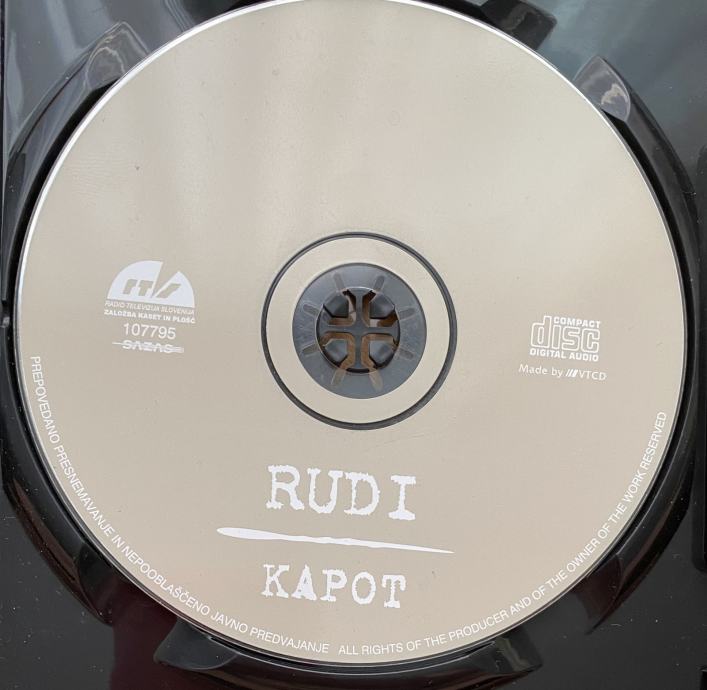 RTVS
RADIO TELEVIZIJA SLOVENIJA
ZALOŽBA KASET IN PLOŠČ
107795
SAZAS
COMPACT
disc
DIGITAL AUDIO
Made by VTCD
RUDI
KAPOT
PREPOVEDANO PRESNEMAVANJE IN NEPOOBLAŠČENO JAVNO PREDVAJANJE ALL RIGHTS OF THE PRODUCER AND OF THE OWNER OF THE WORK RESERVED